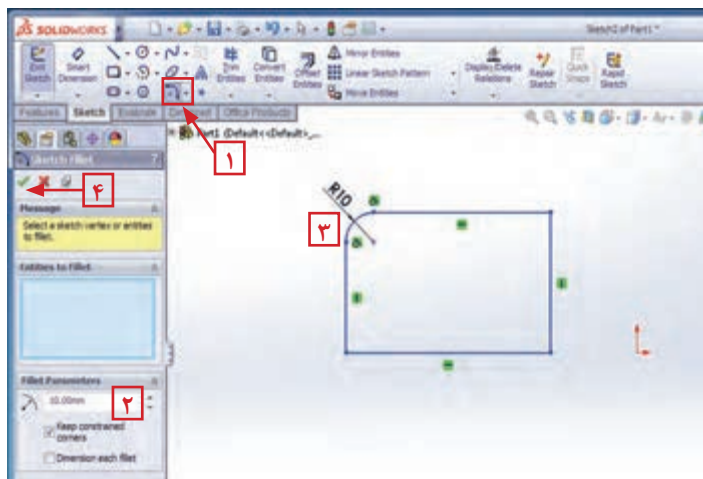 SOLIDWORKS
Sketch2 of Part1 *
Exit Sketch
Smart Dimension
Trim Entities
Convert Entities
Offset Entities
Mirror Entities
Linear Sketch Pattern
Move Entities
Display/Delete Relations
Repair Sketch
Quick Snaps
Rapid Sketch
Features Sketch Evaluate DimXpert Office Products
Part1 (Default<<Default>_...
۱
Sketch Fillet ?
۴
Message
Select a sketch vertex or entities
to fillet.
R10
۳
Entities to Fillet
Fillet Parameters
10.00mm
۲
Keep constrained
corners
Dimension each fillet